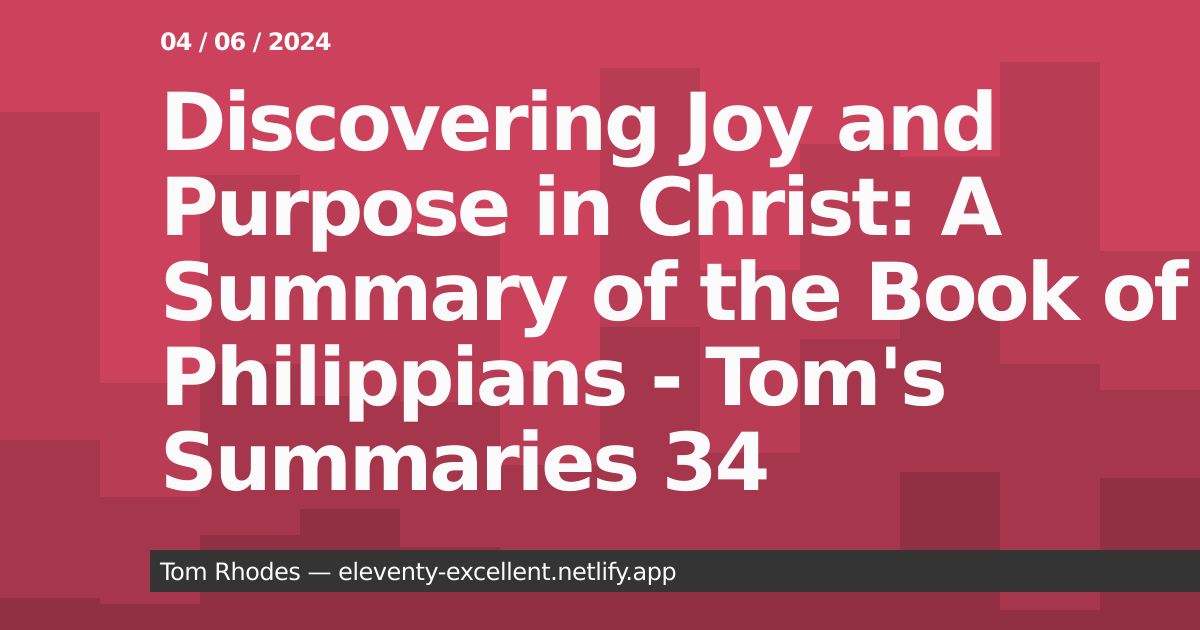 04 / 06 / 2024
Discovering Joy and
Purpose in Christ: A
Summary of the Book of
Philippians - Tom's
Summaries 34
Tom Rhodes — eleventy-excellent.netlify.app